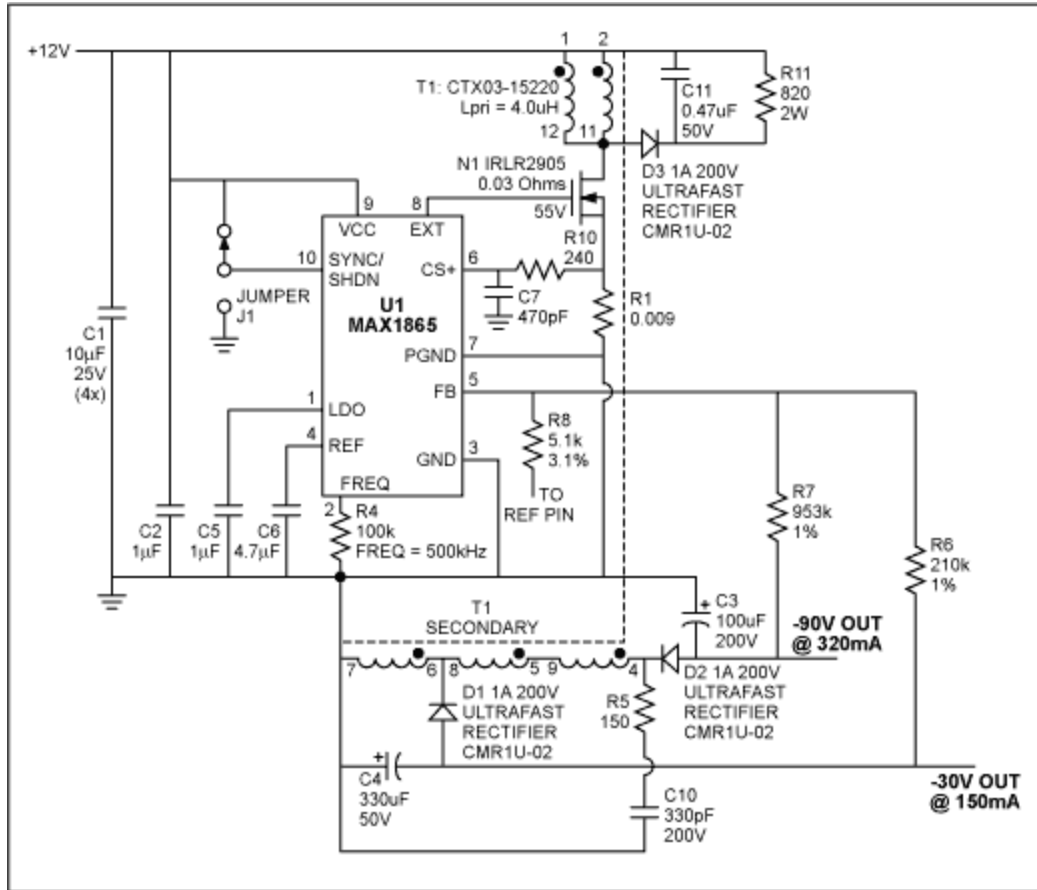 +12V
1
2
T1: CTX03-15220
Lpri = 4.0uH
12
11
C11
0.47uF
50V
R11
820
2W
N1 IRLR2905
0.03 Ohms
55V
D3 1A 200V
ULTRAFAST
RECTIFIER
CMR1U-02
9
8
VCC
EXT
10
SYNC/
SHDN
JUMPER
J1
U1
MAX1865
CS+
6
R10
240
C7
470pF
R1
0.009
PGND
7
FB
5
C1
10µF
25V
(4x)
1
LDO
4
REF
GND
3
FREQ
2
R8
5.1k
3.1%
TO
REF PIN
R7
953k
1%
R6
210k
1%
C2
1µF
C5
1µF
C6
4.7µF
R4
100k
FREQ = 500kHz
T1
SECONDARY
C3
100uF
200V
-90V OUT
@ 320mA
7
6
8
5
9
4
D1 1A 200V
ULTRAFAST
RECTIFIER
CMR1U-02
R5
150
D2 1A 200V
ULTRAFAST
RECTIFIER
CMR1U-02
C4
330uF
50V
C10
330pF
200V
-30V OUT
@ 150mA